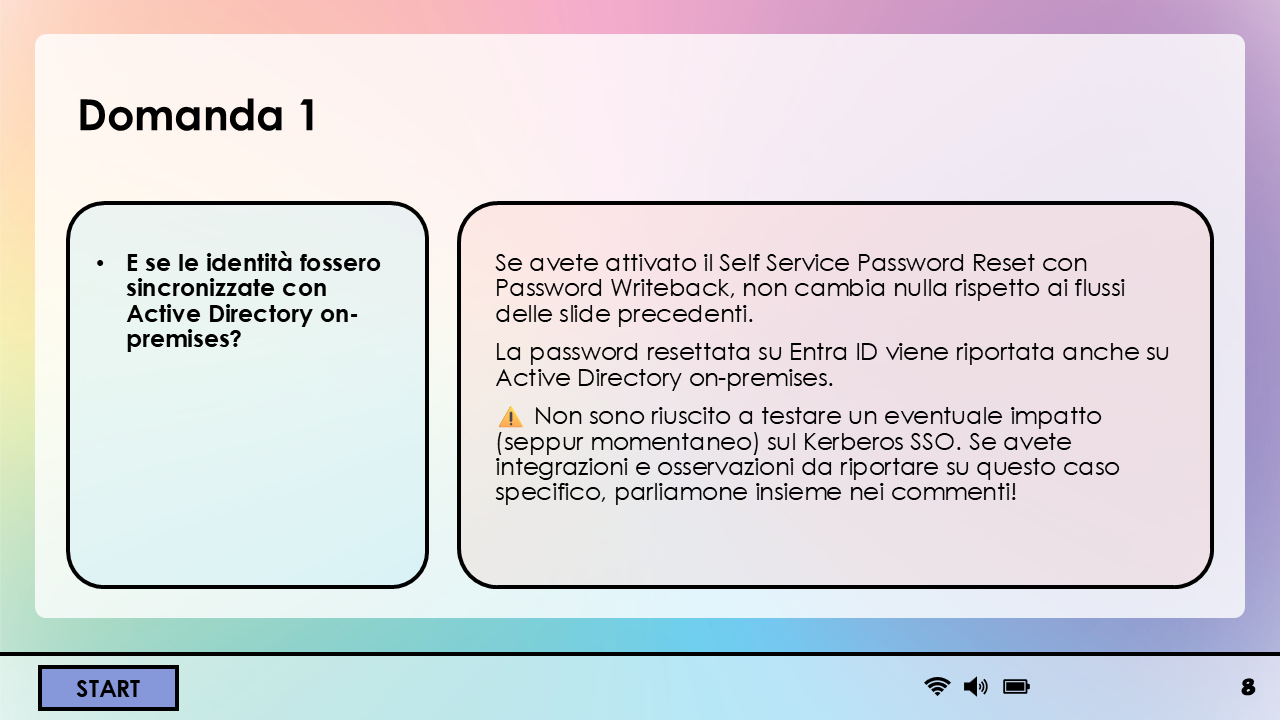 Domanda 1
• E se le identità fossero
sincronizzate con
Active Directory on-
premises?
Se avete attivato il Self Service Password Reset con
Password Writeback, non cambia nulla rispetto ai flussi
delle slide precedenti.
La password resettata su Entra ID viene riportata anche su
Active Directory on-premises.
⚠️ Non sono riuscito a testare un eventuale impatto
(seppur momentaneo) sul Kerberos SSO. Se avete
integrazioni e osservazioni da riportare su questo caso
specifico, parliamone insieme nei commenti!
START
8